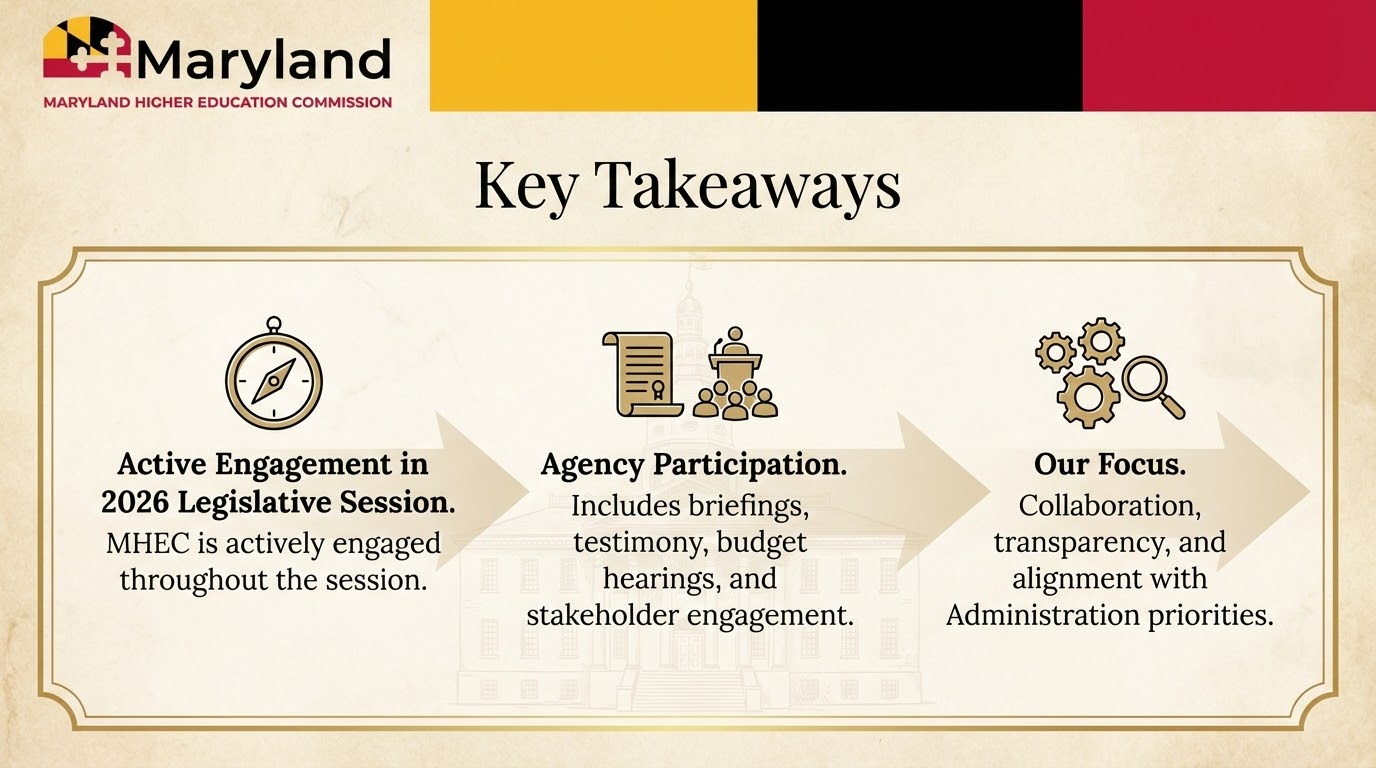 Maryland
MARYLAND HIGHER EDUCATION COMMISSION
Key Takeaways
Active Engagement in
2026 Legislative Session.
MHEC is actively engaged
throughout the session.
Agency Participation.
Includes briefings,
testimony, budget
hearings, and
stakeholder engagement.
Our Focus.
Collaboration,
transparency, and
alignment with
Administration priorities.